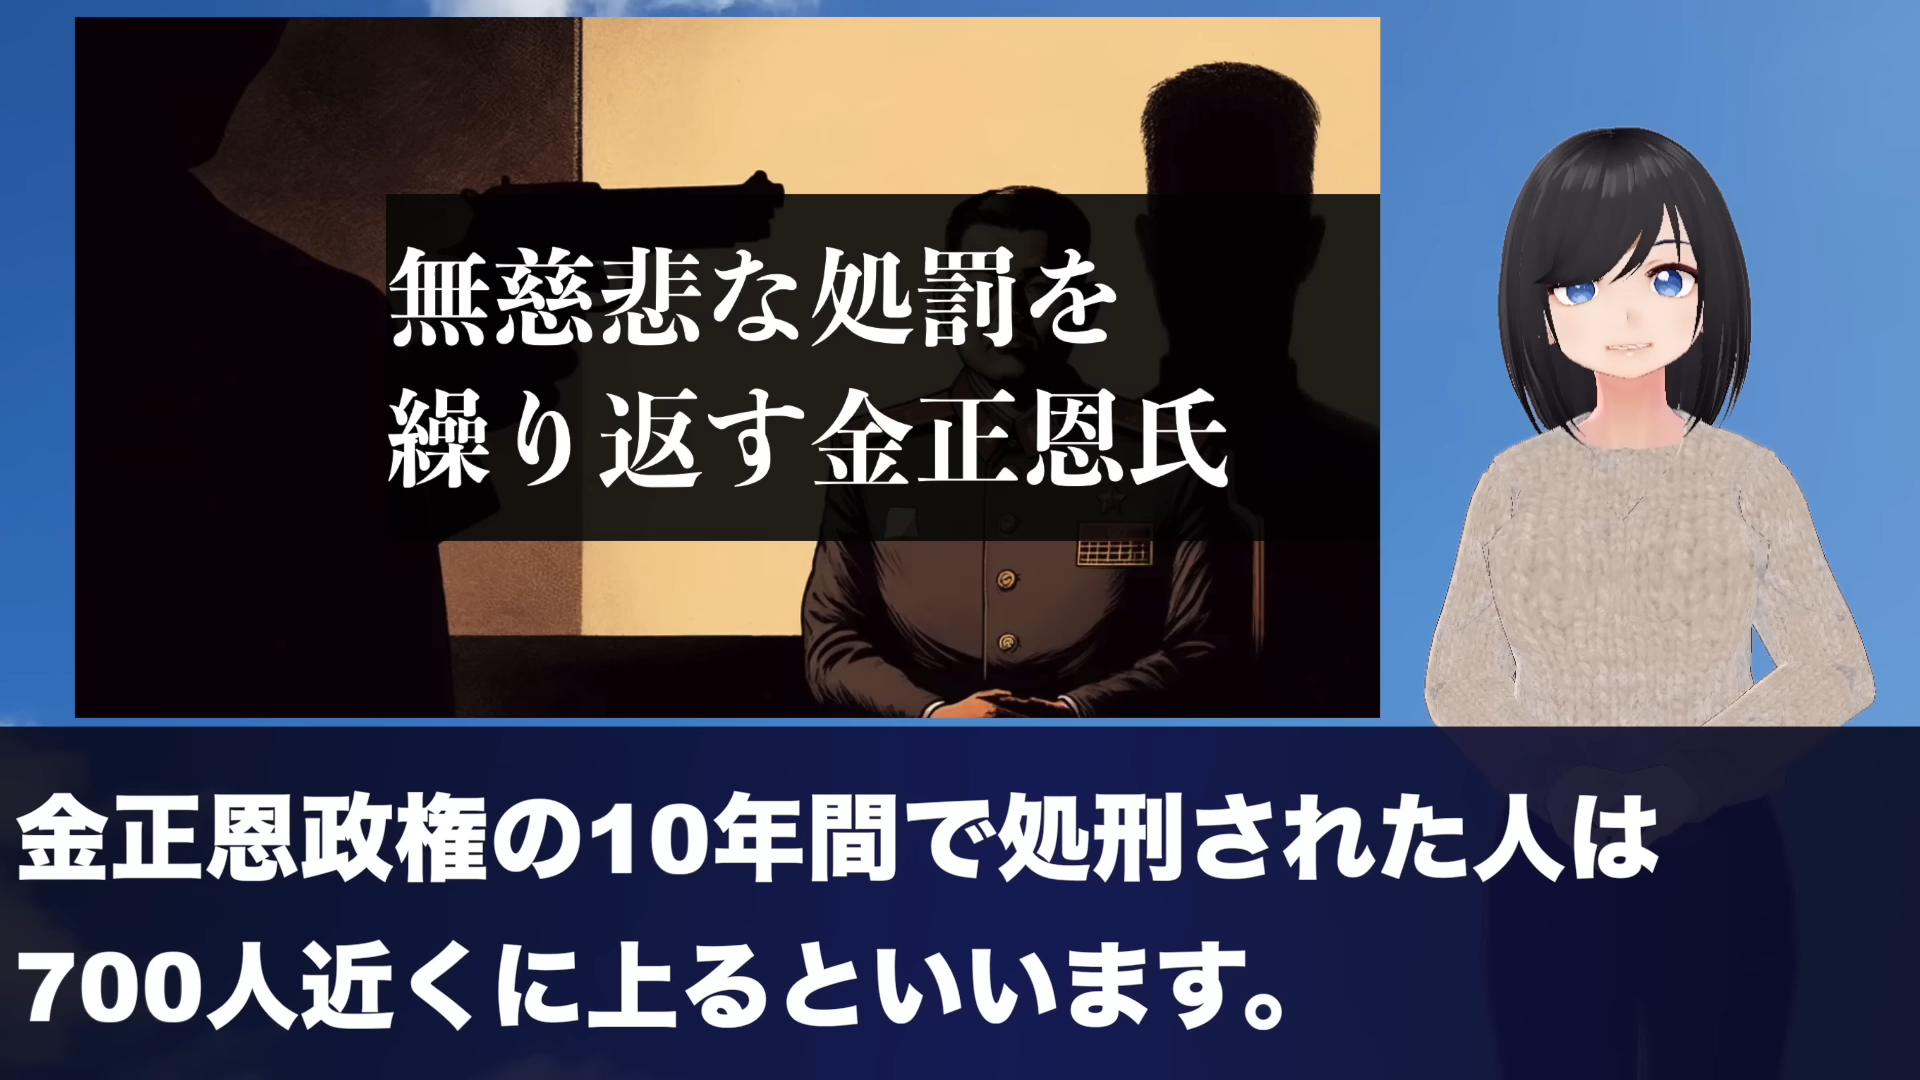 無慈悲な処罰を
繰り返す金正恩氏
金正恩政権の10年間で処刑された人は
700人近くに上るといいます。